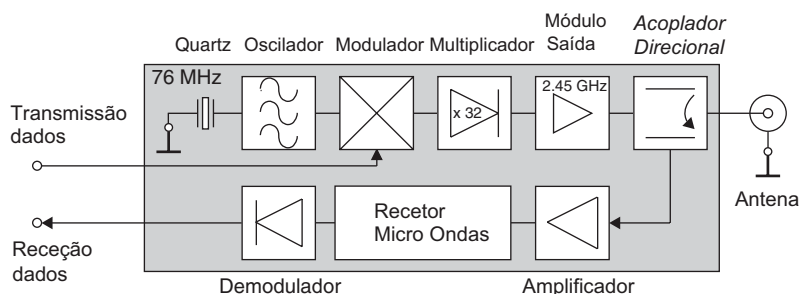 Quartz
Oscilador
Modulador
Multiplicador
Módulo
Saída
Acoplador
Direcional
76 MHz
x 32
2.45 GHz
Transmissão
dados
Antena
Receção
dados
Recetor
Micro Ondas
Demodulador
Amplificador